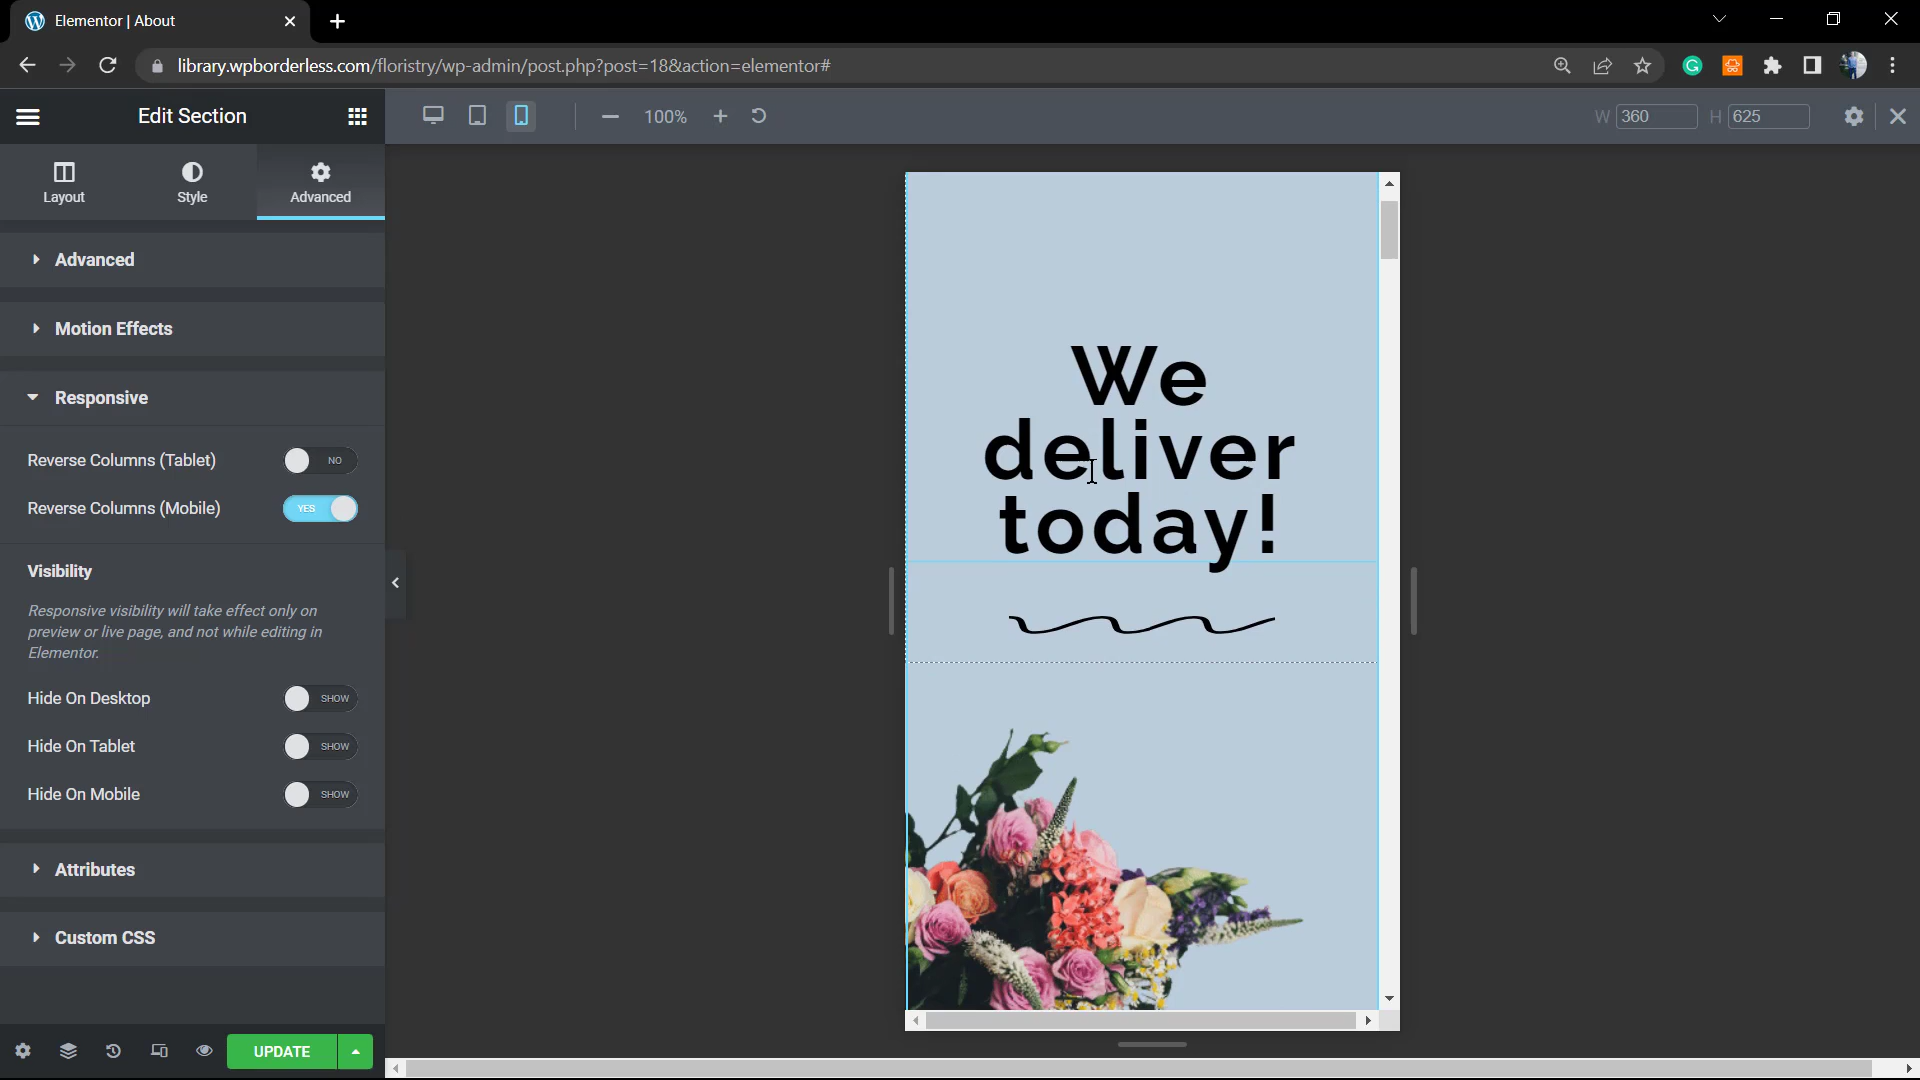 Elementor | About
library.wpborderless.com/floristry/wp-admin/post.php?post=18&action=elementor#
Edit Section
100%
W 360 H 625
Layout
Style
Advanced
Advanced
Motion Effects
Responsive
Reverse Columns (Tablet)
NO
Reverse Columns (Mobile)
YES
Visibility
Responsive visibility will take effect only on
preview or live page, and not while editing in
Elementor.
Hide On Desktop
SHOW
Hide On Tablet
SHOW
Hide On Mobile
SHOW
Attributes
Custom CSS
UPDATE
We
deliver
today!